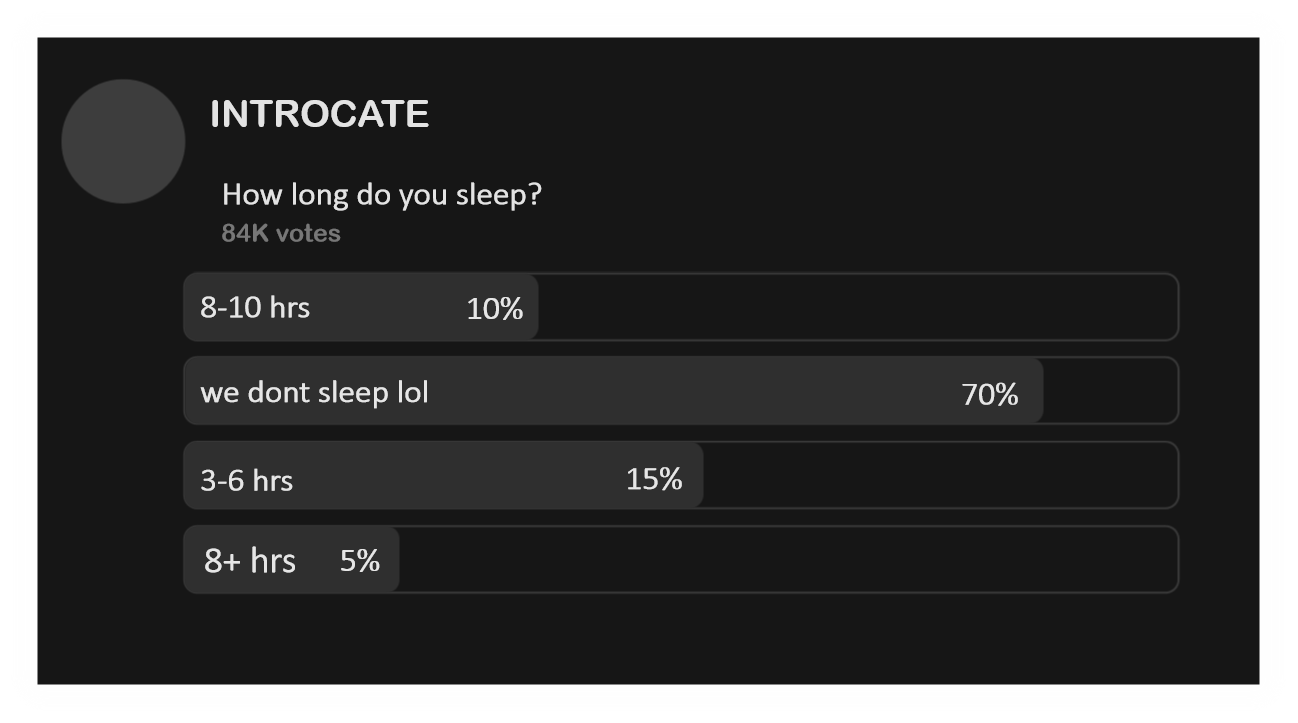 INTROCATE
How long do you sleep?
84K votes
8-10 hrs 10%
we dont sleep lol 70%
3-6 hrs 15%
8+ hrs 5%